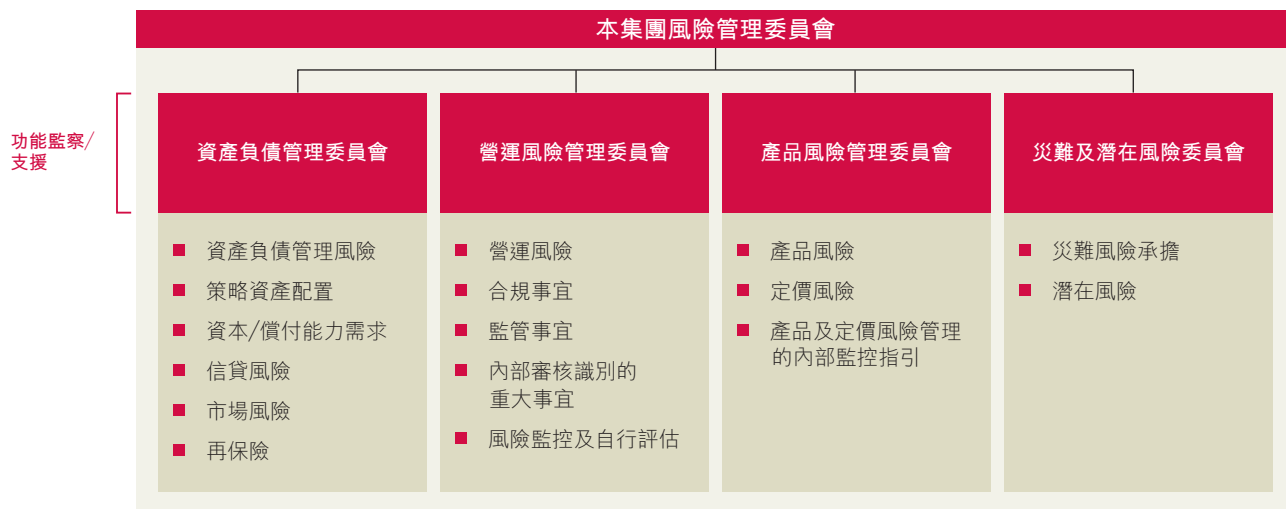 本集團風險管理委員會
功能監察/
支援
資產負債管理委員會
資產負債管理風險
策略資產配置
資本/償付能力需求
信貸風險
市場風險
再保險
營運風險管理委員會
營運風險
合規事宜
監管事宜
內部審核識別的
重大事宜
風險監控及自行評估
產品風險管理委員會
產品風險
定價風險
產品及定價風險管理
的內部監控指引
災難及潛在風險委員會
災難風險承擔
潛在風險